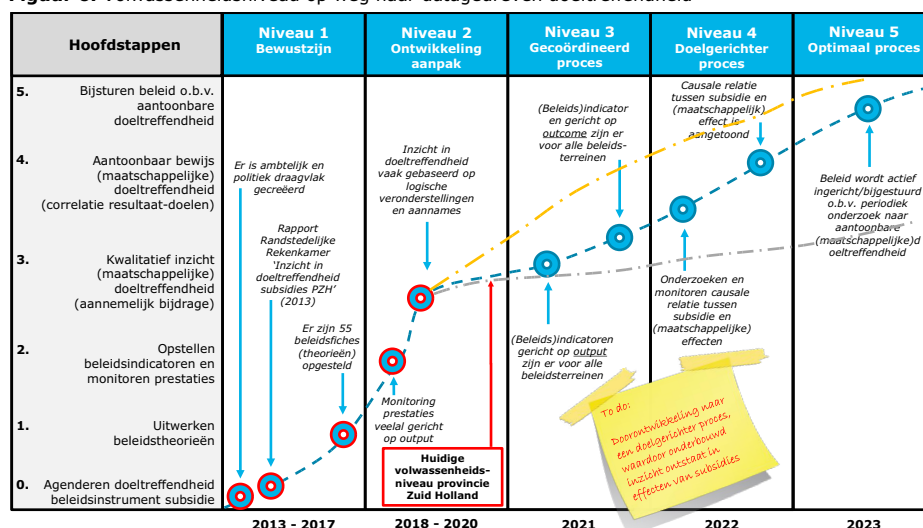 Figuur 3. Volwassenheidsniveau op weg naar datagedreven doeltreffendheid
Hoofdstappen
Niveau 1
Bewustzijn
Niveau 2
Ontwikkeling
aanpak
Niveau 3
Gecoördineerd
proces
Niveau 4
Doelgerichter
proces
Niveau 5
Optimaal proces
5. Bijsturen beleid o.b.v.
aantoonbare
doeltreffendheid
4. Aantoonbaar bewijs
(maatschappelijke)
doeltreffendheid
(correlatie resultaat-doelen)
3. Kwalitatief inzicht
(maatschappelijke)
doeltreffendheid
(aannemelijk bijdrage)
2. Opstellen
beleidsindicatoren en
monitoren prestaties
1. Uitwerken
beleidstheorieën
0. Agenderen doeltreffendheid
beleidsinstrument subsidie
Er is ambtelijk en
politiek draagvlak
gecreëerd
Rapport
Randstedelijke
Rekenkamer
'Inzicht in
doeltreffendheid
subsidies PZH'
(2013)
Er zijn 55
beleidsfiches
(theorieën)
opgesteld
Inzicht in
doeltreffendheid
vaak gebaseerd op
logische
veronderstellingen
en aannames
Monitoring
prestaties
veelal gericht
op output
Huidige
volwassenheids-
niveau provincie
Zuid Holland
(Beleids)indicator
en gericht op
outcome zijn er
voor alle beleids-
terreinen
(Beleids)indicatoren
gericht op output
zijn er voor alle
beleidsterreinen
Causale relatie
tussen subsidie en
(maatschappelijk)
effect is
aangetoond
Onderzoeken en
monitoren causale
relatie tussen
subsidie en
(maatschappelijke)
effecten
Beleid wordt actief
ingericht/bijgestuurd
o.b.v. periodiek
onderzoek naar
aantoonbare
(maatschappelijke)d
oeltreffendheid
To do:
Doorontwikkeling naar
een doelgerichter proces,
waardoor onderbouwd
inzicht ontstaat in
effecten van subsidies
2013 - 2017
2018 - 2020
2021
2022
2023